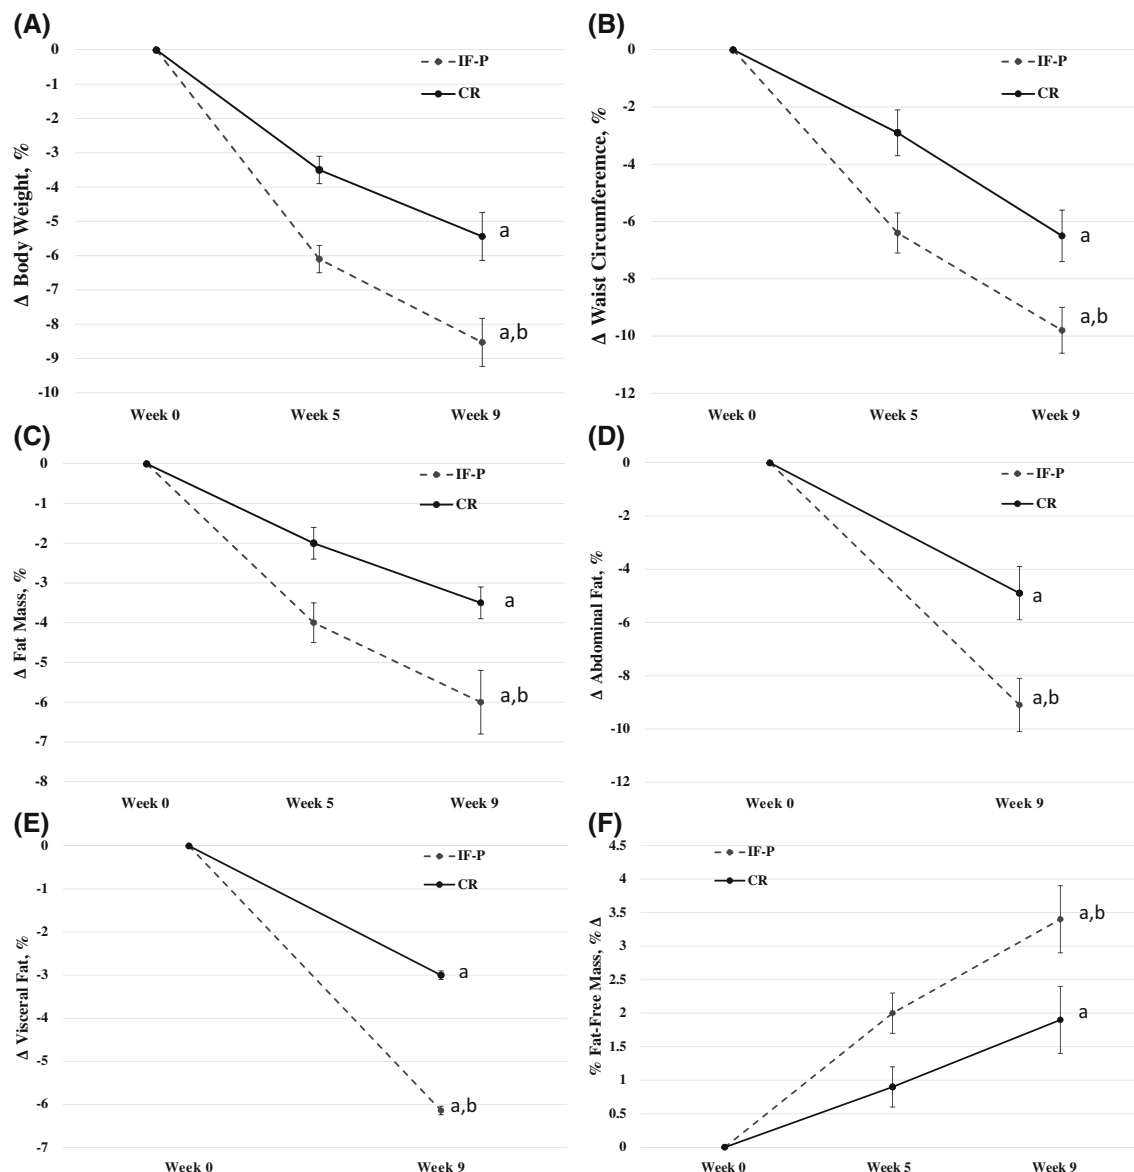 (A)
Δ Body Weight, %
0
-1
-2
-3
-4
-5
-6
-7
-8
-9
-10
IF-P
CR
a
a,b
Week 0 Week 5 Week 9
(B)
Δ Waist Circumferemce, %
0
-2
-4
-6
-8
-10
-12
IF-P
CR
a
a,b
Week 0 Week 5 Week 9
(C)
Δ Fat Mass, %
0
-1
-2
-3
-4
-5
-6
-7
-8
IF-P
CR
a
a,b
Week 0 Week 5 Week 9
(D)
Δ Abdominal Fat, %
0
-2
-4
-6
-8
-10
-12
IF-P
CR
a
a,b
Week 0 Week 9
(E)
Δ Visceral Fat, %
0
-1
-2
-3
-4
-5
-6
-7
IF-P
CR
a
a,b
Week 0 Week 9
(F)
% Fat-Free Mass, % Δ
4.5
4
3.5
3
2.5
2
1.5
1
0.5
0
IF-P
CR
a,b
a
Week 0 Week 5 Week 9